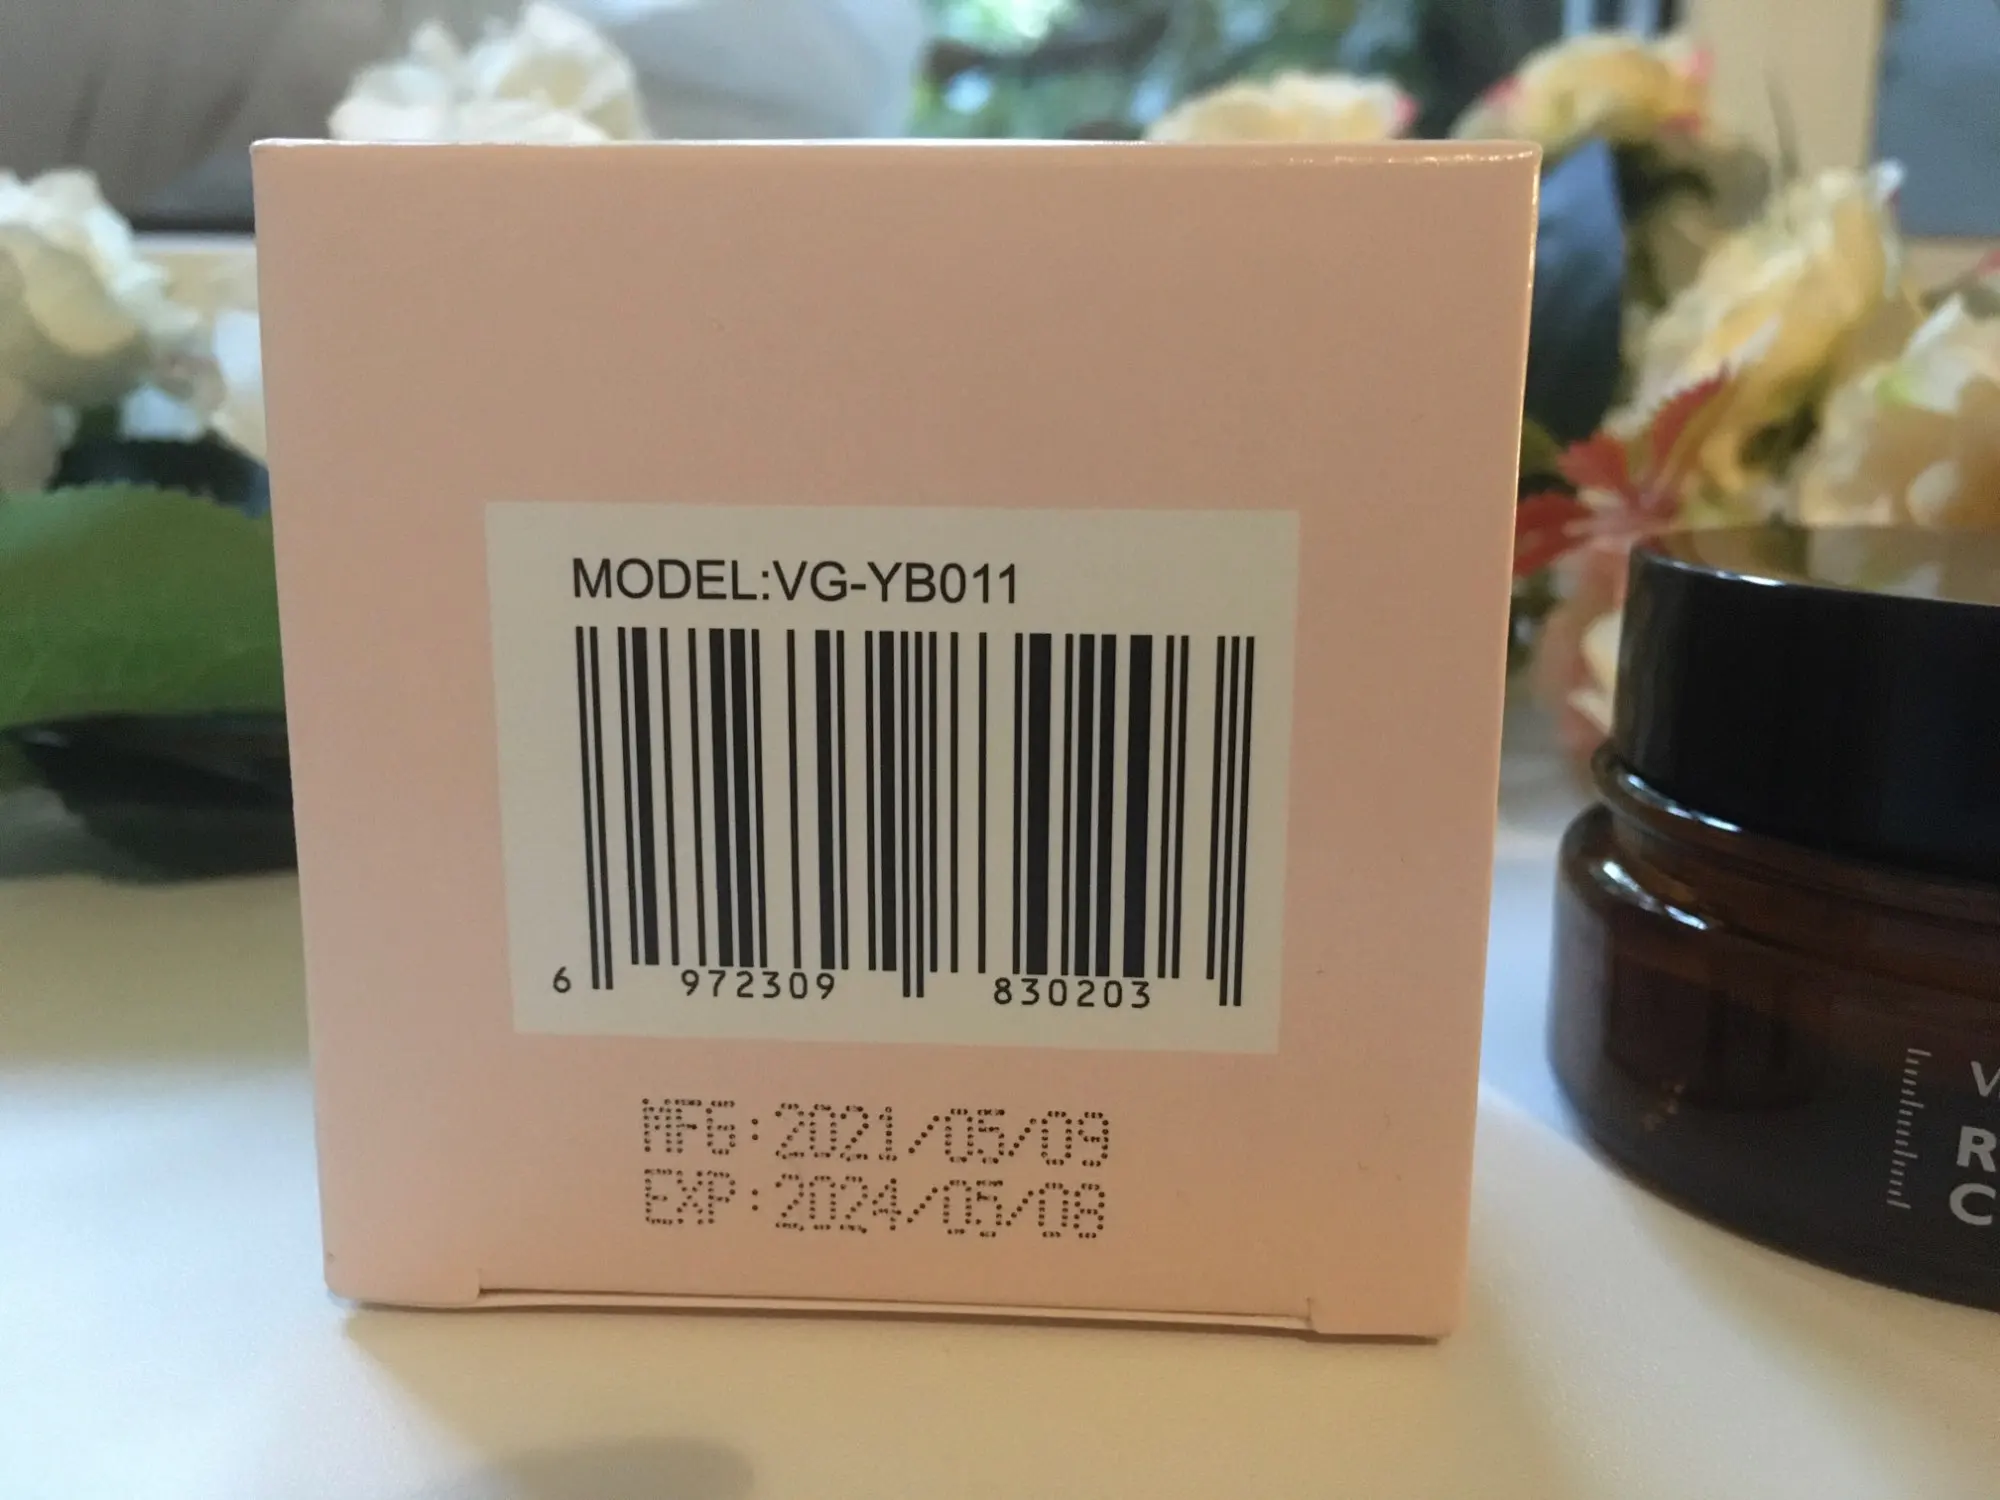 MODEL:VG-YB011
6 972309 830203
MFG:2021/05/09
EXP:2024/05/08
V
R
C